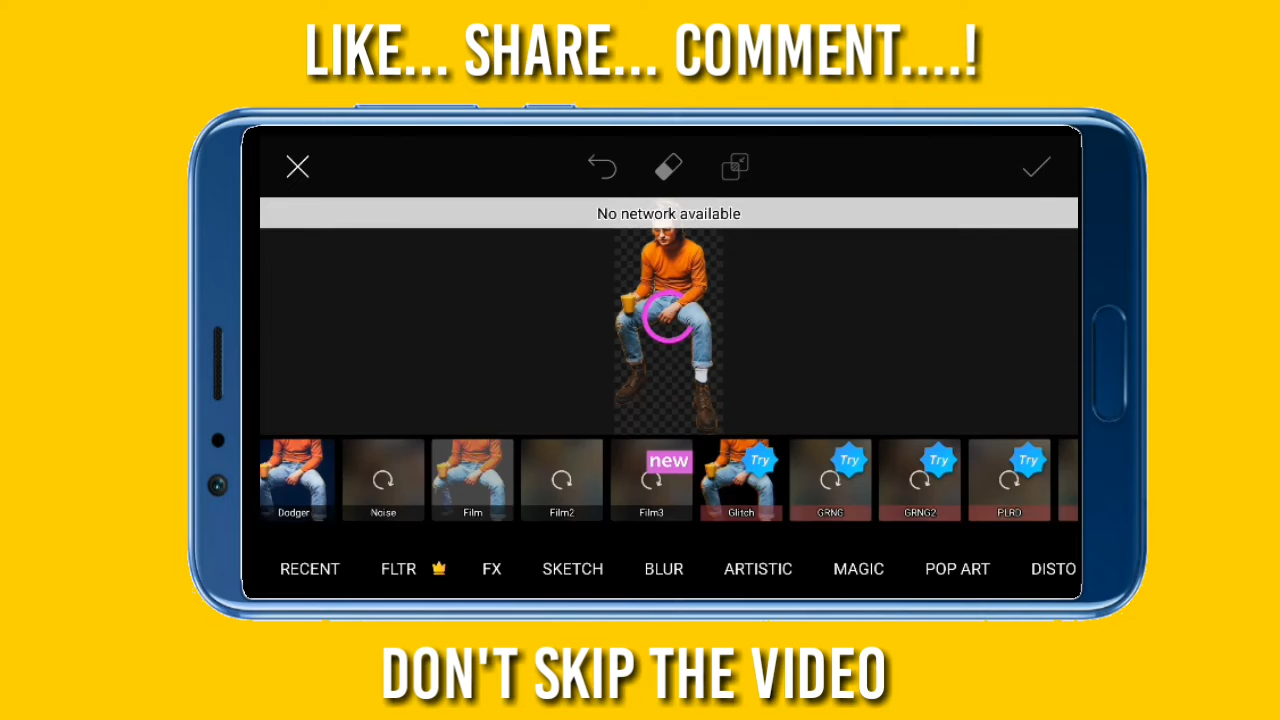 LIKE... SHARE... COMMENT....!
No network available
new
Try
Try
Try
Try
Dodger
Noise
Film
Film2
Film3
Glitch
GRNG
GRNG2
PLRD
RECENT
FLTR
FX
SKETCH
BLUR
ARTISTIC
MAGIC
POP ART
DISTO
DON'T SKIP THE VIDEO